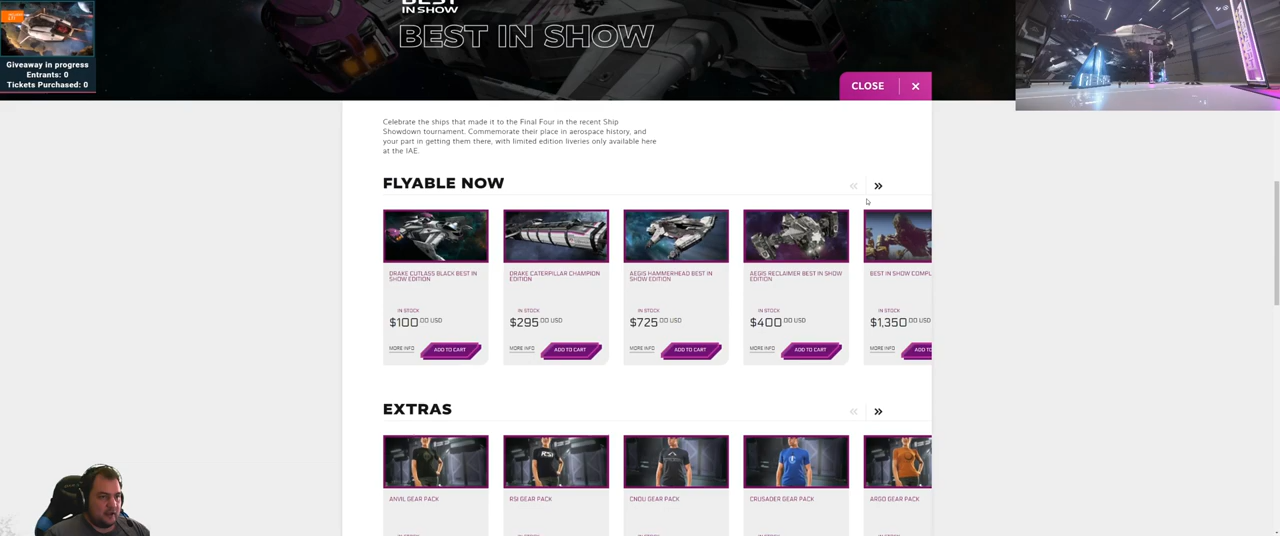 BEST
IN SHOW
BEST IN SHOW
Giveaway in progress
Entrants: 0
Tickets Purchased: 0
CLOSE ×
Celebrate the ships that made it to the Final Four in the recent Ship
Showdown tournament. Commemorate their place in aerospace history, and
your part in getting them there, with limited edition liveries only available here
at the IAE.
FLYABLE NOW
DRAKE CUTLASS BLACK BEST IN
SHOW EDITION
IN STOCK
$100.00 USD
MORE INFO
ADD TO CART
DRAKE CATERPILLAR CHAMPION
EDITION
IN STOCK
$295.00 USD
MORE INFO
ADD TO CART
AEGIS HAMMERHEAD BEST IN
SHOW EDITION
IN STOCK
$725.00 USD
MORE INFO
ADD TO CART
AEGIS RECLAIMER BEST IN SHOW
EDITION
IN STOCK
$400.00 USD
MORE INFO
ADD TO CART
BEST IN SHOW COMPL
IN STOCK
$1,350.00 USD
MORE INFO
ADD TO
EXTRAS
RSI
ANVIL GEAR PACK
RSI GEAR PACK
CNOU GEAR PACK
CRUSADER GEAR PACK
ARGO GEAR PACK